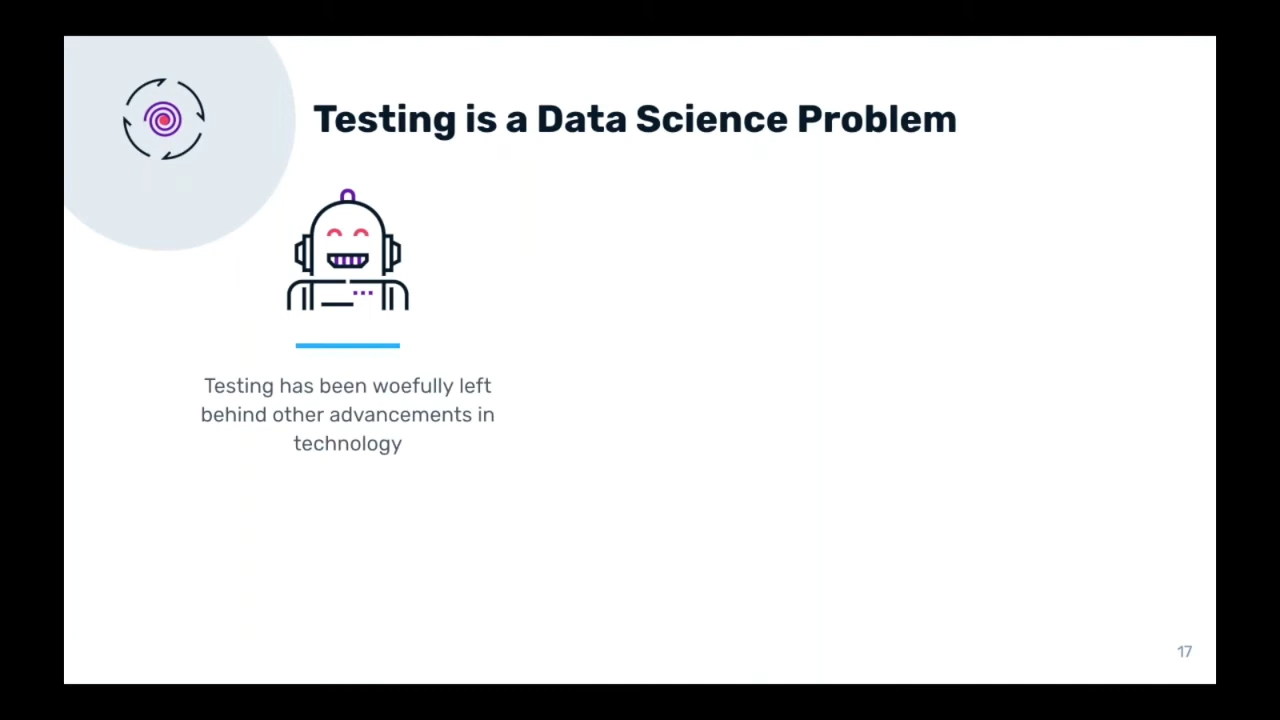 Testing is a Data Science Problem
Testing has been woefully left
behind other advancements in
technology
17